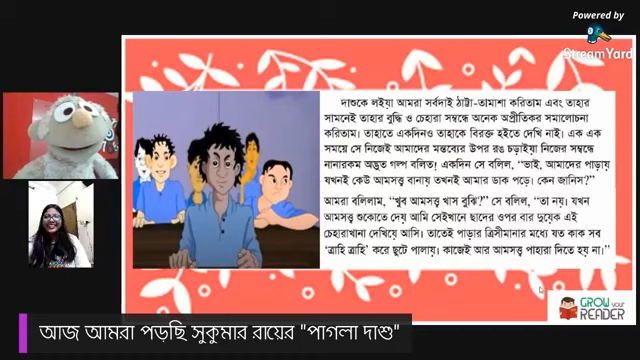 Powered by
StreamYard
দাশুকে লইয়া আমরা সর্বদাই ঠাট্টা-তামাশা করিতাম এবং তাহার
সামনেই তাহার বুদ্ধি ও চেহারা সম্বন্ধে অনেক অপ্রীতিকর সমালোচনা
করিতাম। তাহাতে একদিনও তাহাকে বিরক্ত হইতে দেখি নাই। এক এক
সময়ে সে নিজেই আমাদের মন্তব্যের উপর রঙ চড়াইয়া নিজের সম্বন্ধে
নানারকম অদ্ভুত গল্প বলিত! একদিন সে বলিল, "ভাই, আমাদের পাড়ায়
যখনই কেউ আমসত্ত্ব বানায় তখনই আমার ডাক পড়ে। কেন জানিস?"
আমরা বলিলাম, "খুব আমসত্ত্ব খাস বুঝি?" সে বলিল, "তা নয়। যখন
আমসত্ত্ব শুকোতে দেয় আমি সেইখানে ছাদের ওপর বার দুয়েক এই
চেহারাখানা দেখিয়ে আসি। তাতেই পাড়ার ত্রিসীমানার মধ্যে যত কাক সব
'ত্রাহি ত্রাহি' করে ছুটে পালায়। কাজেই আর আমসত্ত্ব পাহারা দিতে হয় না।"
GROW your
READER
আজ আমরা পড়ছি সুকুমার রায়ের "পাগলা দাশু"